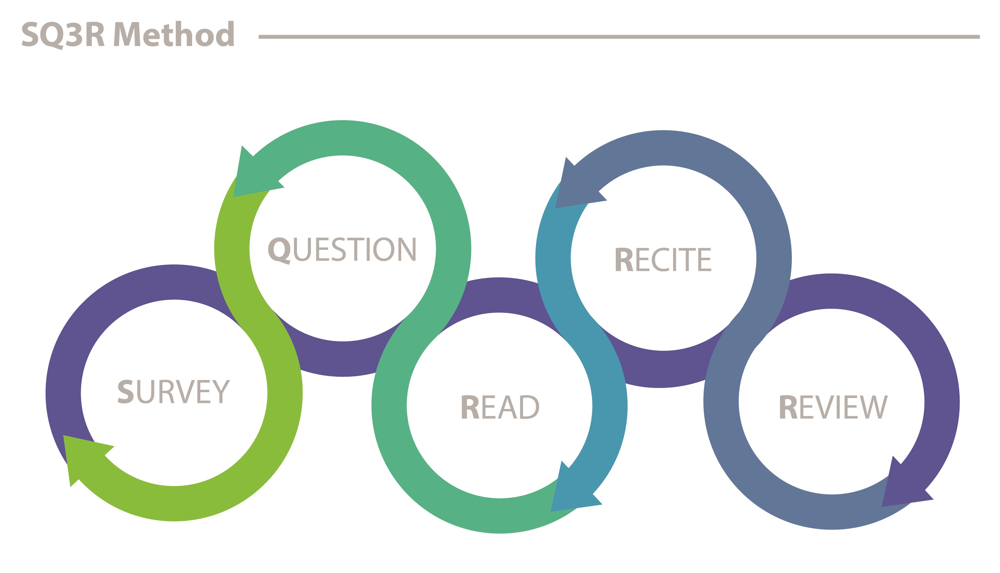 SQ3R Method
QUESTION
RECITE
SURVEY
READ
REVIEW